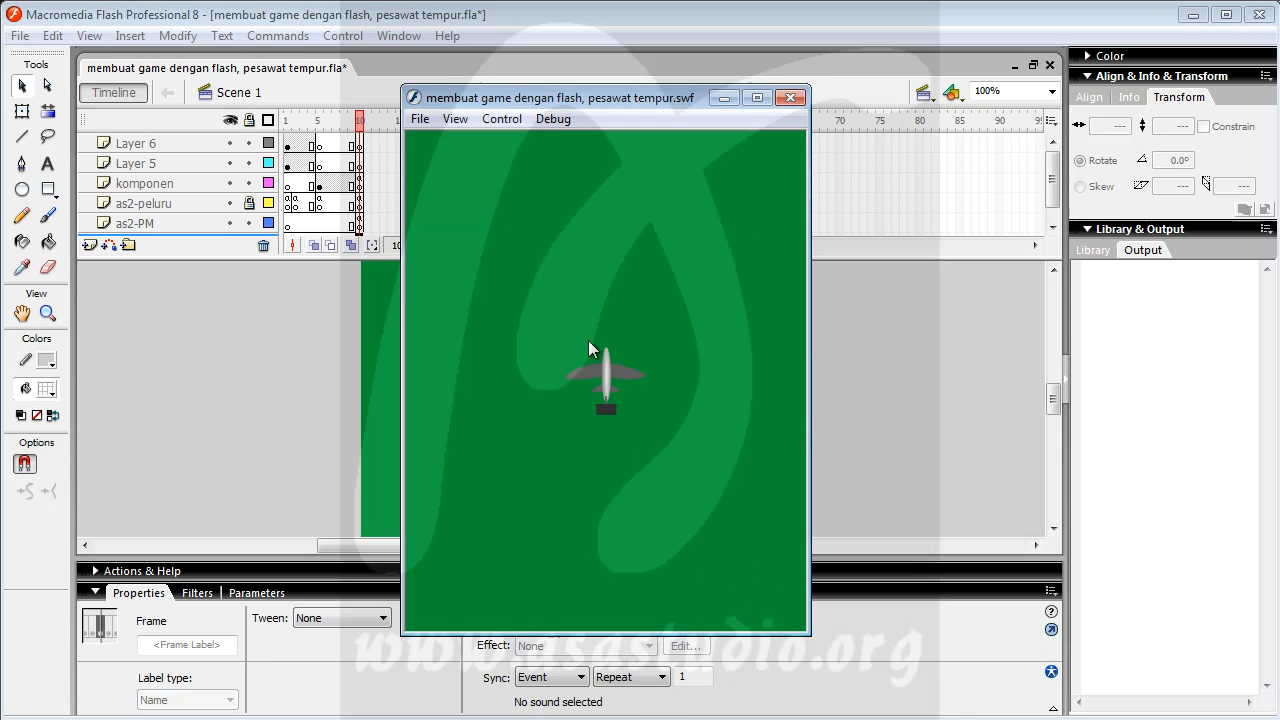 Macromedia Flash Professional 8 - [membuat game dengan flash, pesawat tempur.fla*]
File Edit View Insert Modify Text Commands Control Window Help
Tools
View
Colors
Options
membuat game dengan flash, pesawat tempur.fla*
Timeline
Scene 1
100%
1 5 10 1
70 75 80 85 90 95
Layer 6
Layer 5
komponen
as2-peluru
as2-PM
10
membuat game dengan flash, pesawat tempur.swf
File View Control Debug
Color
Align & Info & Transform
Align Info Transform
--- --- Constrain
Rotate 0.0°
Skew --- ---
Library & Output
Library Output
Actions & Help
Properties Filters Parameters
Frame
<Frame Label>
Label type:
Name
Tween: None
Effect: None Edit...
Sync: Event Repeat 1
No sound selected
www.asastudio.org